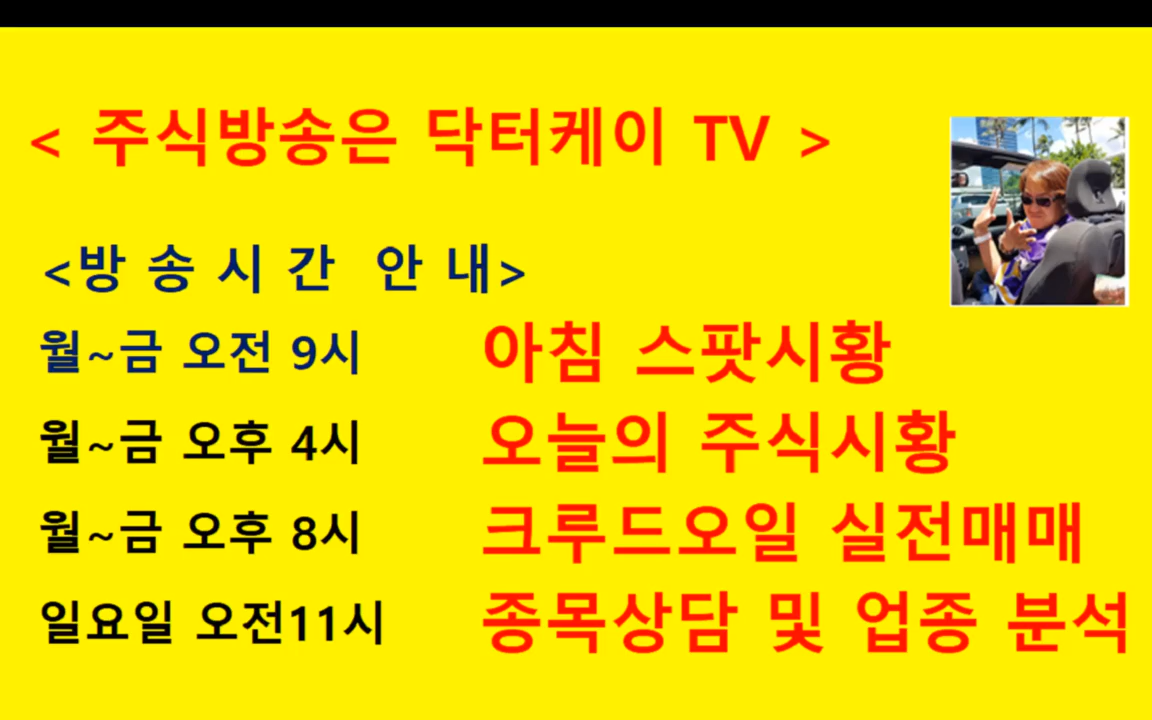 < 주식방송은 닥터케이 TV >
<방 송 시 간 안 내>
월~금 오전 9시 아침 스팟시황
월~금 오후 4시 오늘의 주식시황
월~금 오후 8시 크루드오일 실전매매
일요일 오전11시 종목상담 및 업종 분석